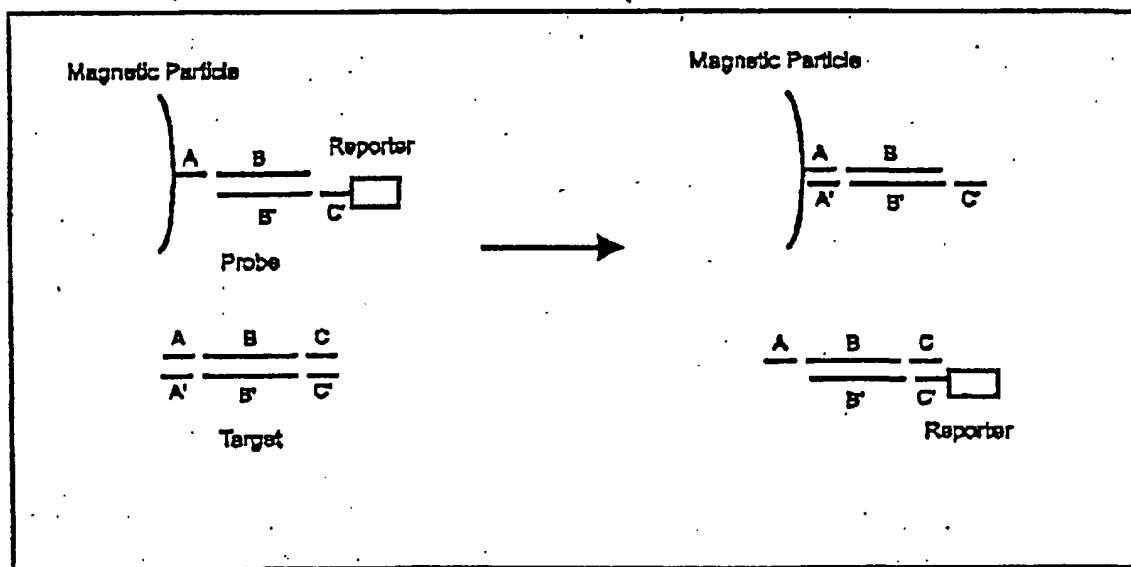 Magnetic Particle
A B Reporter
B' C'
Probe
A B C
A' B' C'
Target
Magnetic Particle
A B
A' B' C'
A B C
B' C'
Reporter